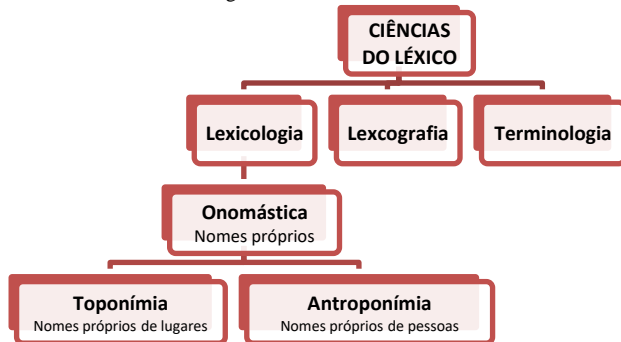 CIÊNCIAS
DO LÉXICO
Lexicologia
Lexcografia
Terminologia
Onomástica
Nomes próprios
Toponímia
Nomes próprios de lugares
Antroponímia
Nomes próprios de pessoas